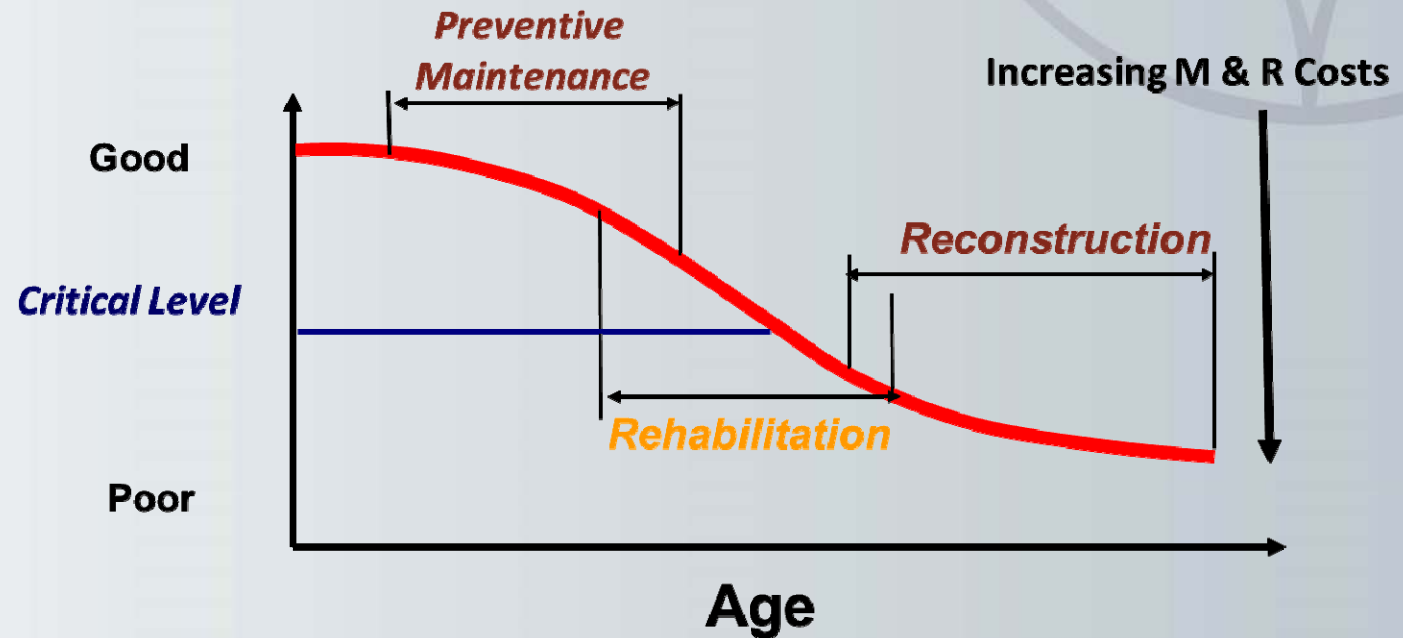 Preventive
Maintenance
Increasing M & R Costs
Good
Reconstruction
Critical Level
Rehabilitation
Poor
Age